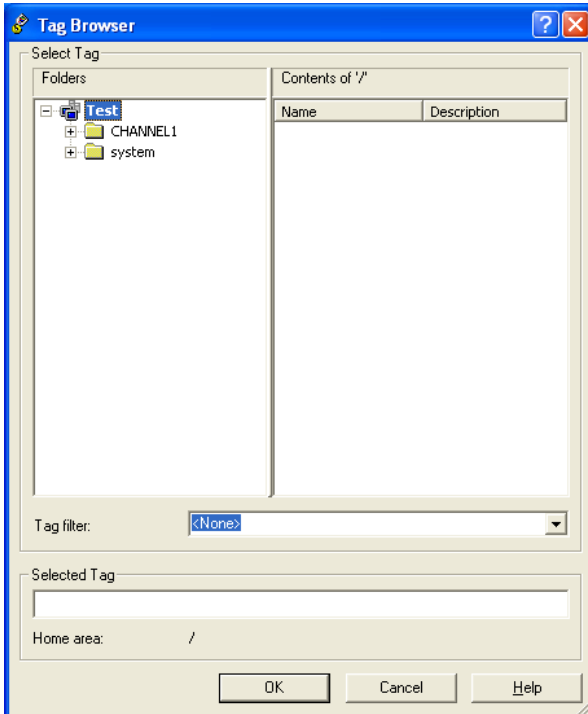 Tag Browser
Select Tag
Folders
Contents of '/'
Name Description
Test
CHANNEL1
system
Tag filter: <None>
Selected Tag
Home area: /
OK Cancel Help